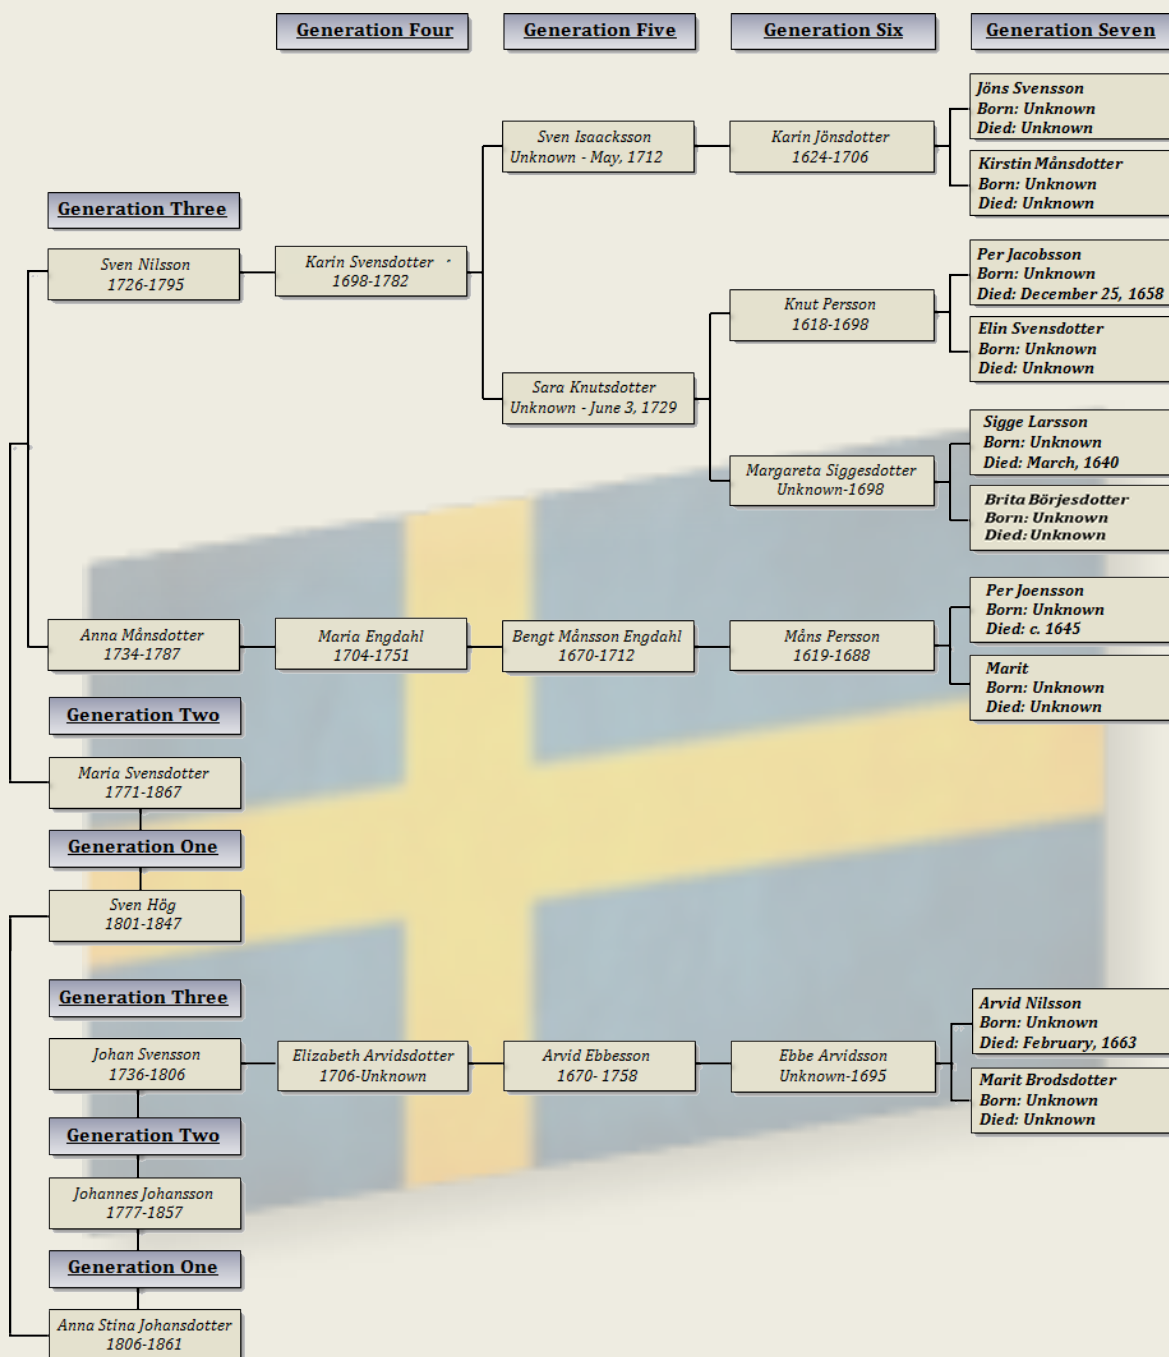 Generation Four
Generation Five
Generation Six
Generation Seven
Jöns Svensson
Born: Unknown
Died: Unknown
Sven Isaacksson
Unknown - May, 1712
Karin Jönsdotter
1624-1706
Kirstin Månsdotter
Born: Unknown
Died: Unknown
Generation Three
Sven Nilsson
1726-1795
Karin Svensdotter
1698-1782
Per Jacobsson
Born: Unknown
Died: December 25, 1658
Knut Persson
1618-1698
Elin Svensdotter
Born: Unknown
Died: Unknown
Sara Knutsdotter
Unknown - June 3, 1729
Sigge Larsson
Born: Unknown
Died: March, 1640
Margareta Siggesdotter
Unknown-1698
Brita Börjesdotter
Born: Unknown
Died: Unknown
Per Joensson
Born: Unknown
Died: c. 1645
Anna Månsdotter
1734-1787
Maria Engdahl
1704-1751
Bengt Månsson Engdahl
1670-1712
Måns Persson
1619-1688
Marit
Born: Unknown
Died: Unknown
Generation Two
Maria Svensdotter
1771-1867
Generation One
Sven Hög
1801-1847
Generation Three
Arvid Nilsson
Born: Unknown
Died: February, 1663
Johan Svensson
1736-1806
Elizabeth Arvidsdotter
1706-Unknown
Arvid Ebbesson
1670- 1758
Ebbe Arvidsson
Unknown-1695
Marit Brodsdotter
Born: Unknown
Died: Unknown
Generation Two
Johannes Johansson
1777-1857
Generation One
Anna Stina Johansdotter
1806-1861